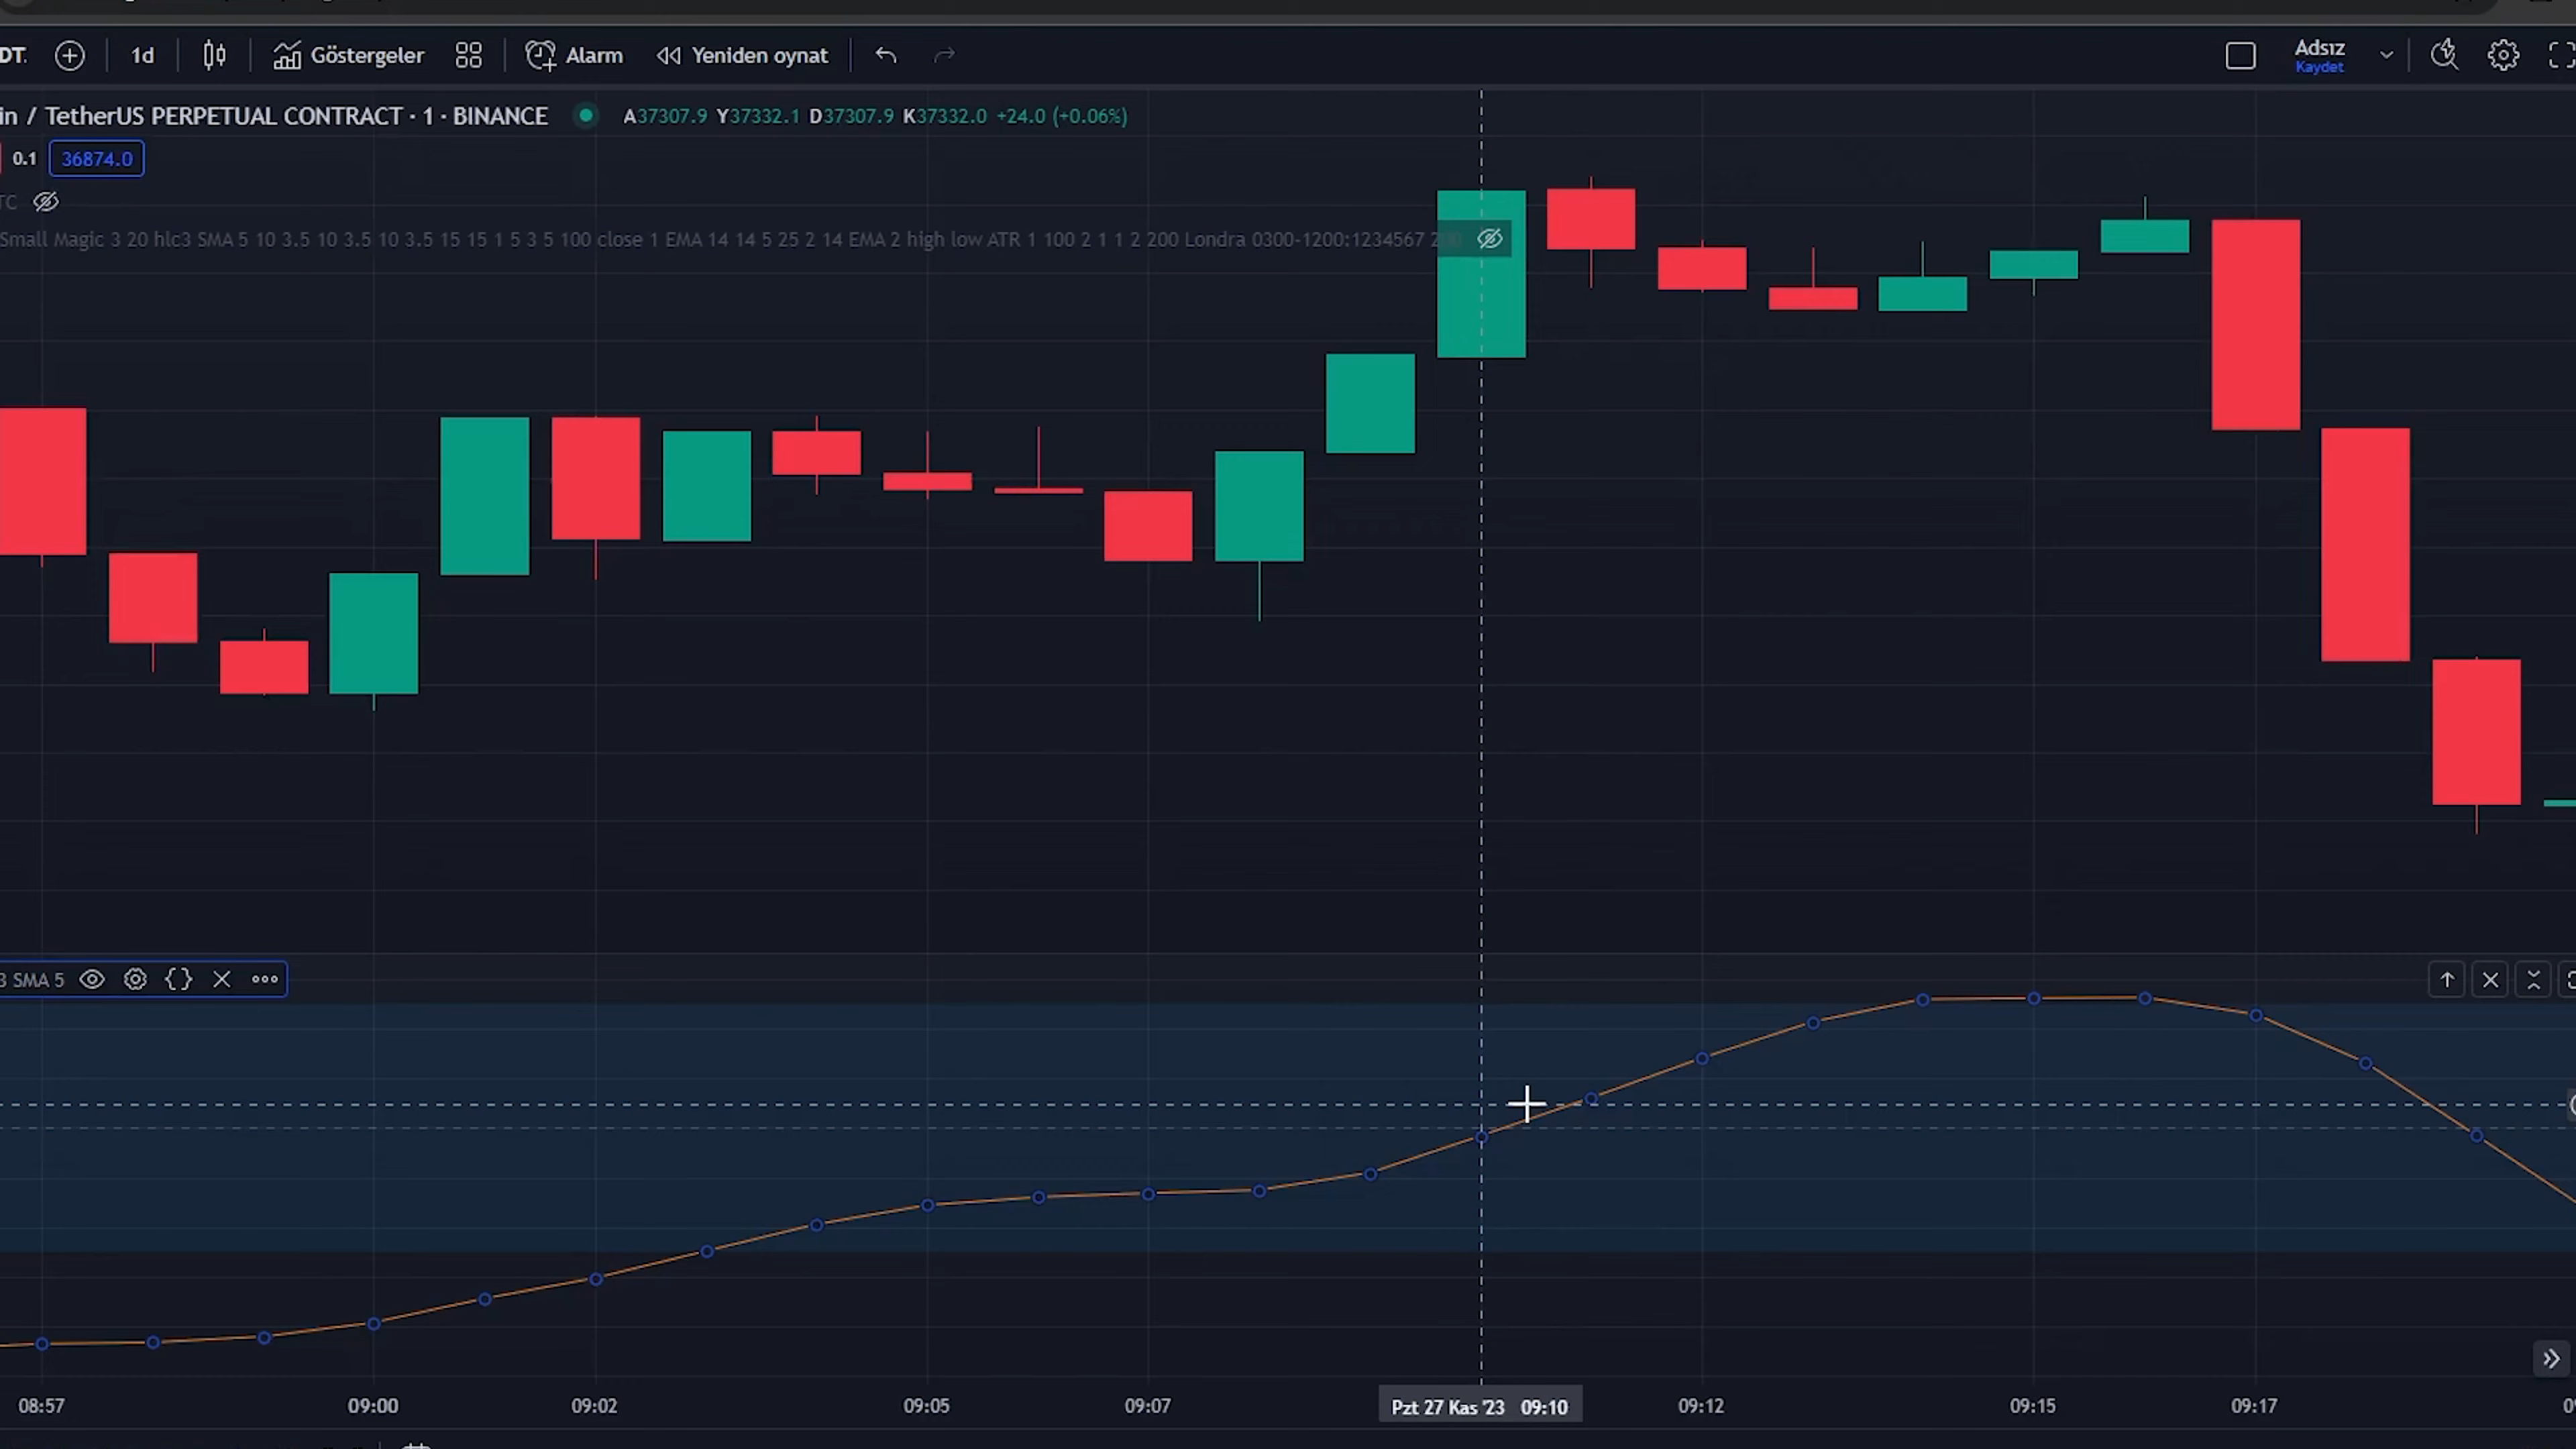 DT.
1d
Göstergeler
Alarm
Yeniden oynat
Adsız
Kaydet
in / TetherUS PERPETUAL CONTRACT · 1 · BINANCE
A37307.9 Y37332.1 D37307.9 K37332.0 +24.0 (+0.06%)
0.1 36874.0
TC
Small Magic 3 20 hlc3 SMA 5 10 3.5 10 3.5 10 3.5 15 15 1 5 3 5 100 close 1 EMA 14 14 5 25 2 14 EMA 2 high low ATR 1 100 2 1 1 2 200 Londra 0300-1200:1234567
3 SMA 5
08:57 09:00 09:02 09:05 09:07 Pzt 27 Kas '23 09:10 09:12 09:15 09:17